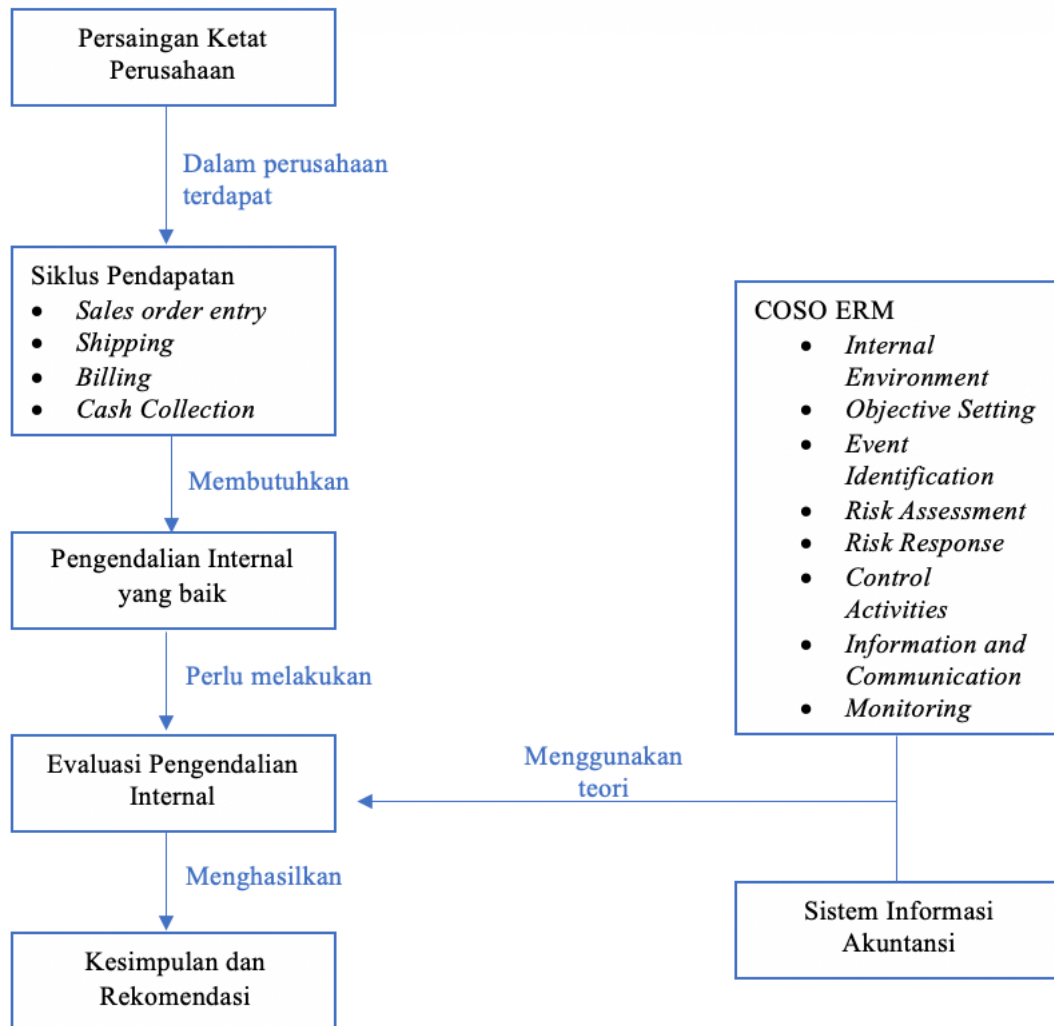 Persaingan Ketat
Perusahaan
Dalam perusahaan
terdapat
Siklus Pendapatan
• Sales order entry
• Shipping
• Billing
• Cash Collection
Membutuhkan
Pengendalian Internal
yang baik
Perlu melakukan
Evaluasi Pengendalian
Internal
Menghasilkan
Kesimpulan dan
Rekomendasi
COSO ERM
• Internal
Environment
• Objective Setting
• Event
Identification
• Risk Assessment
• Risk Response
• Control
Activities
• Information and
Communication
• Monitoring
Menggunakan
teori
Sistem Informasi
Akuntansi